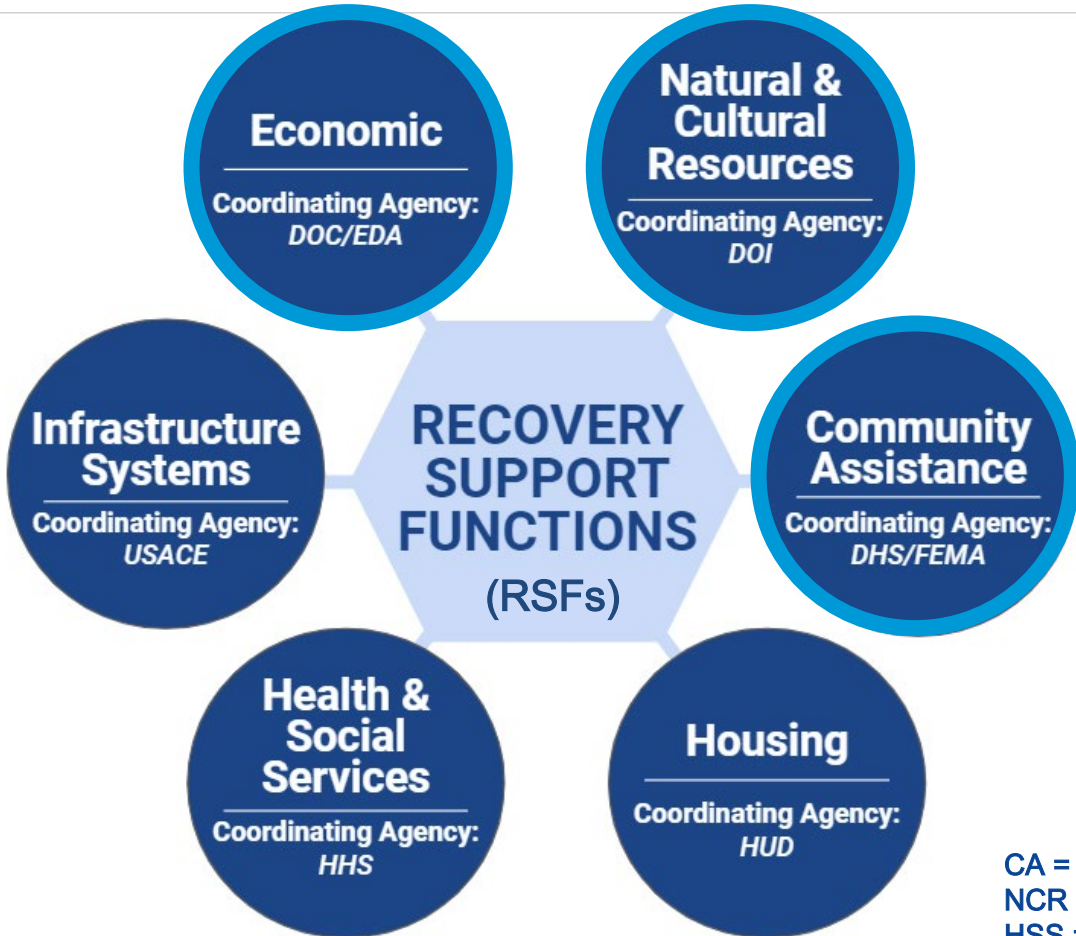 Economic
Coordinating Agency:
DOC/EDA
Natural &
Cultural
Resources
Coordinating Agency:
DOI
Infrastructure
Systems
Coordinating Agency:
USACE
RECOVERY
SUPPORT
FUNCTIONS
(RSFs)
Community
Assistance
Coordinating Agency:
DHS/FEMA
Health &
Social
Services
Coordinating Agency:
HHS
Housing
Coordinating Agency:
HUD
CA =
NCR
HSS =